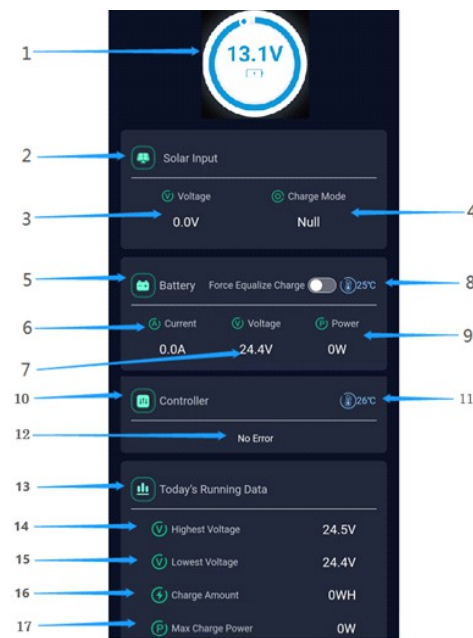 1
13.1V
2
Solar Input
Voltage
Charge Mode
3
0.0V
Null
4
5
Battery
Force Equalize Charge
25℃
8
6
Current
Voltage
Power
9
7
0.0A
24.4V
0W
10
Controller
26℃
11
12
No Error
13
Today's Running Data
14
Highest Voltage
24.5V
15
Lowest Voltage
24.4V
16
Charge Amount
0WH
17
Max Charge Power
0W